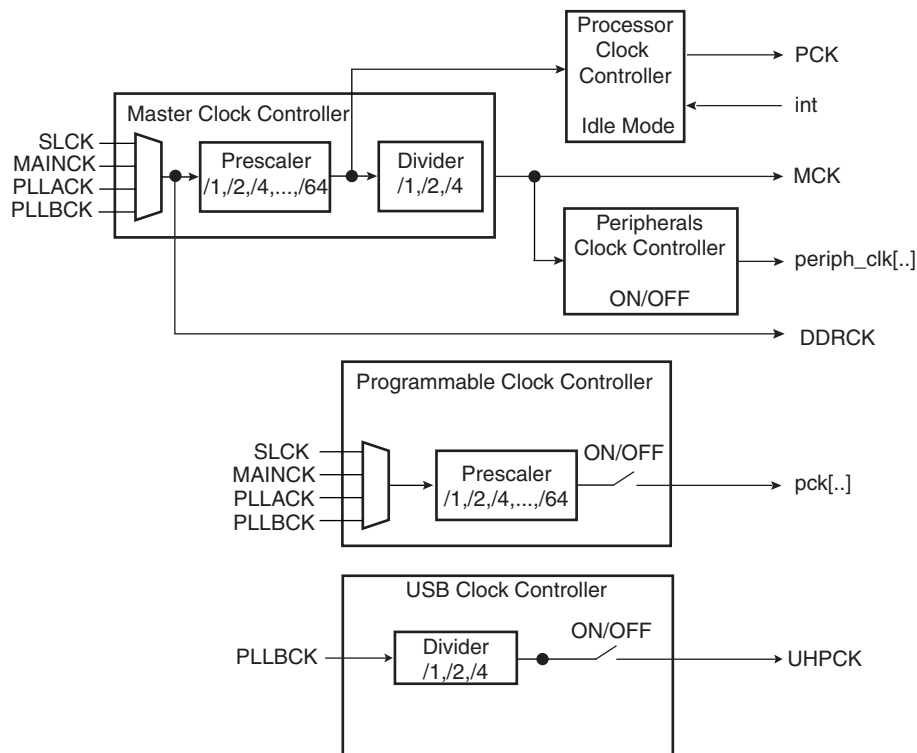 Processor
Clock
Controller
Idle Mode
PCK
int
Master Clock Controller
SLCK
MAINCK
PLLACK
PLLBCK
Prescaler
/1,/2,/4,...,/64
Divider
/1,/2,/4
MCK
Peripherals
Clock Controller
ON/OFF
periph_clk[..]
DDRCK
Programmable Clock Controller
SLCK
MAINCK
PLLACK
PLLBCK
Prescaler
/1,/2,/4,...,/64
ON/OFF
pck[..]
USB Clock Controller
PLLBCK
Divider
/1,/2,/4
ON/OFF
UHPCK